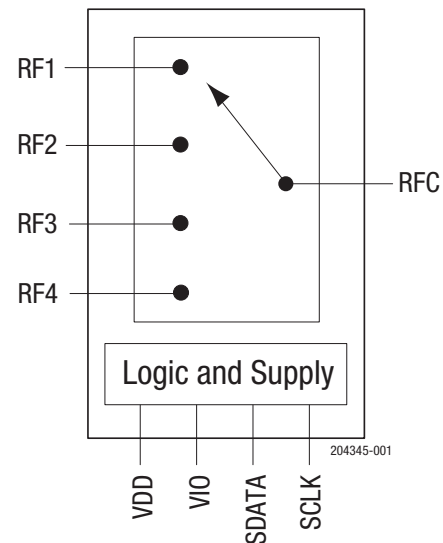 RF1
RF2
RFC
RF3
RF4
Logic and Supply
204345-001
VDD
VIO
SDATA
SCLK